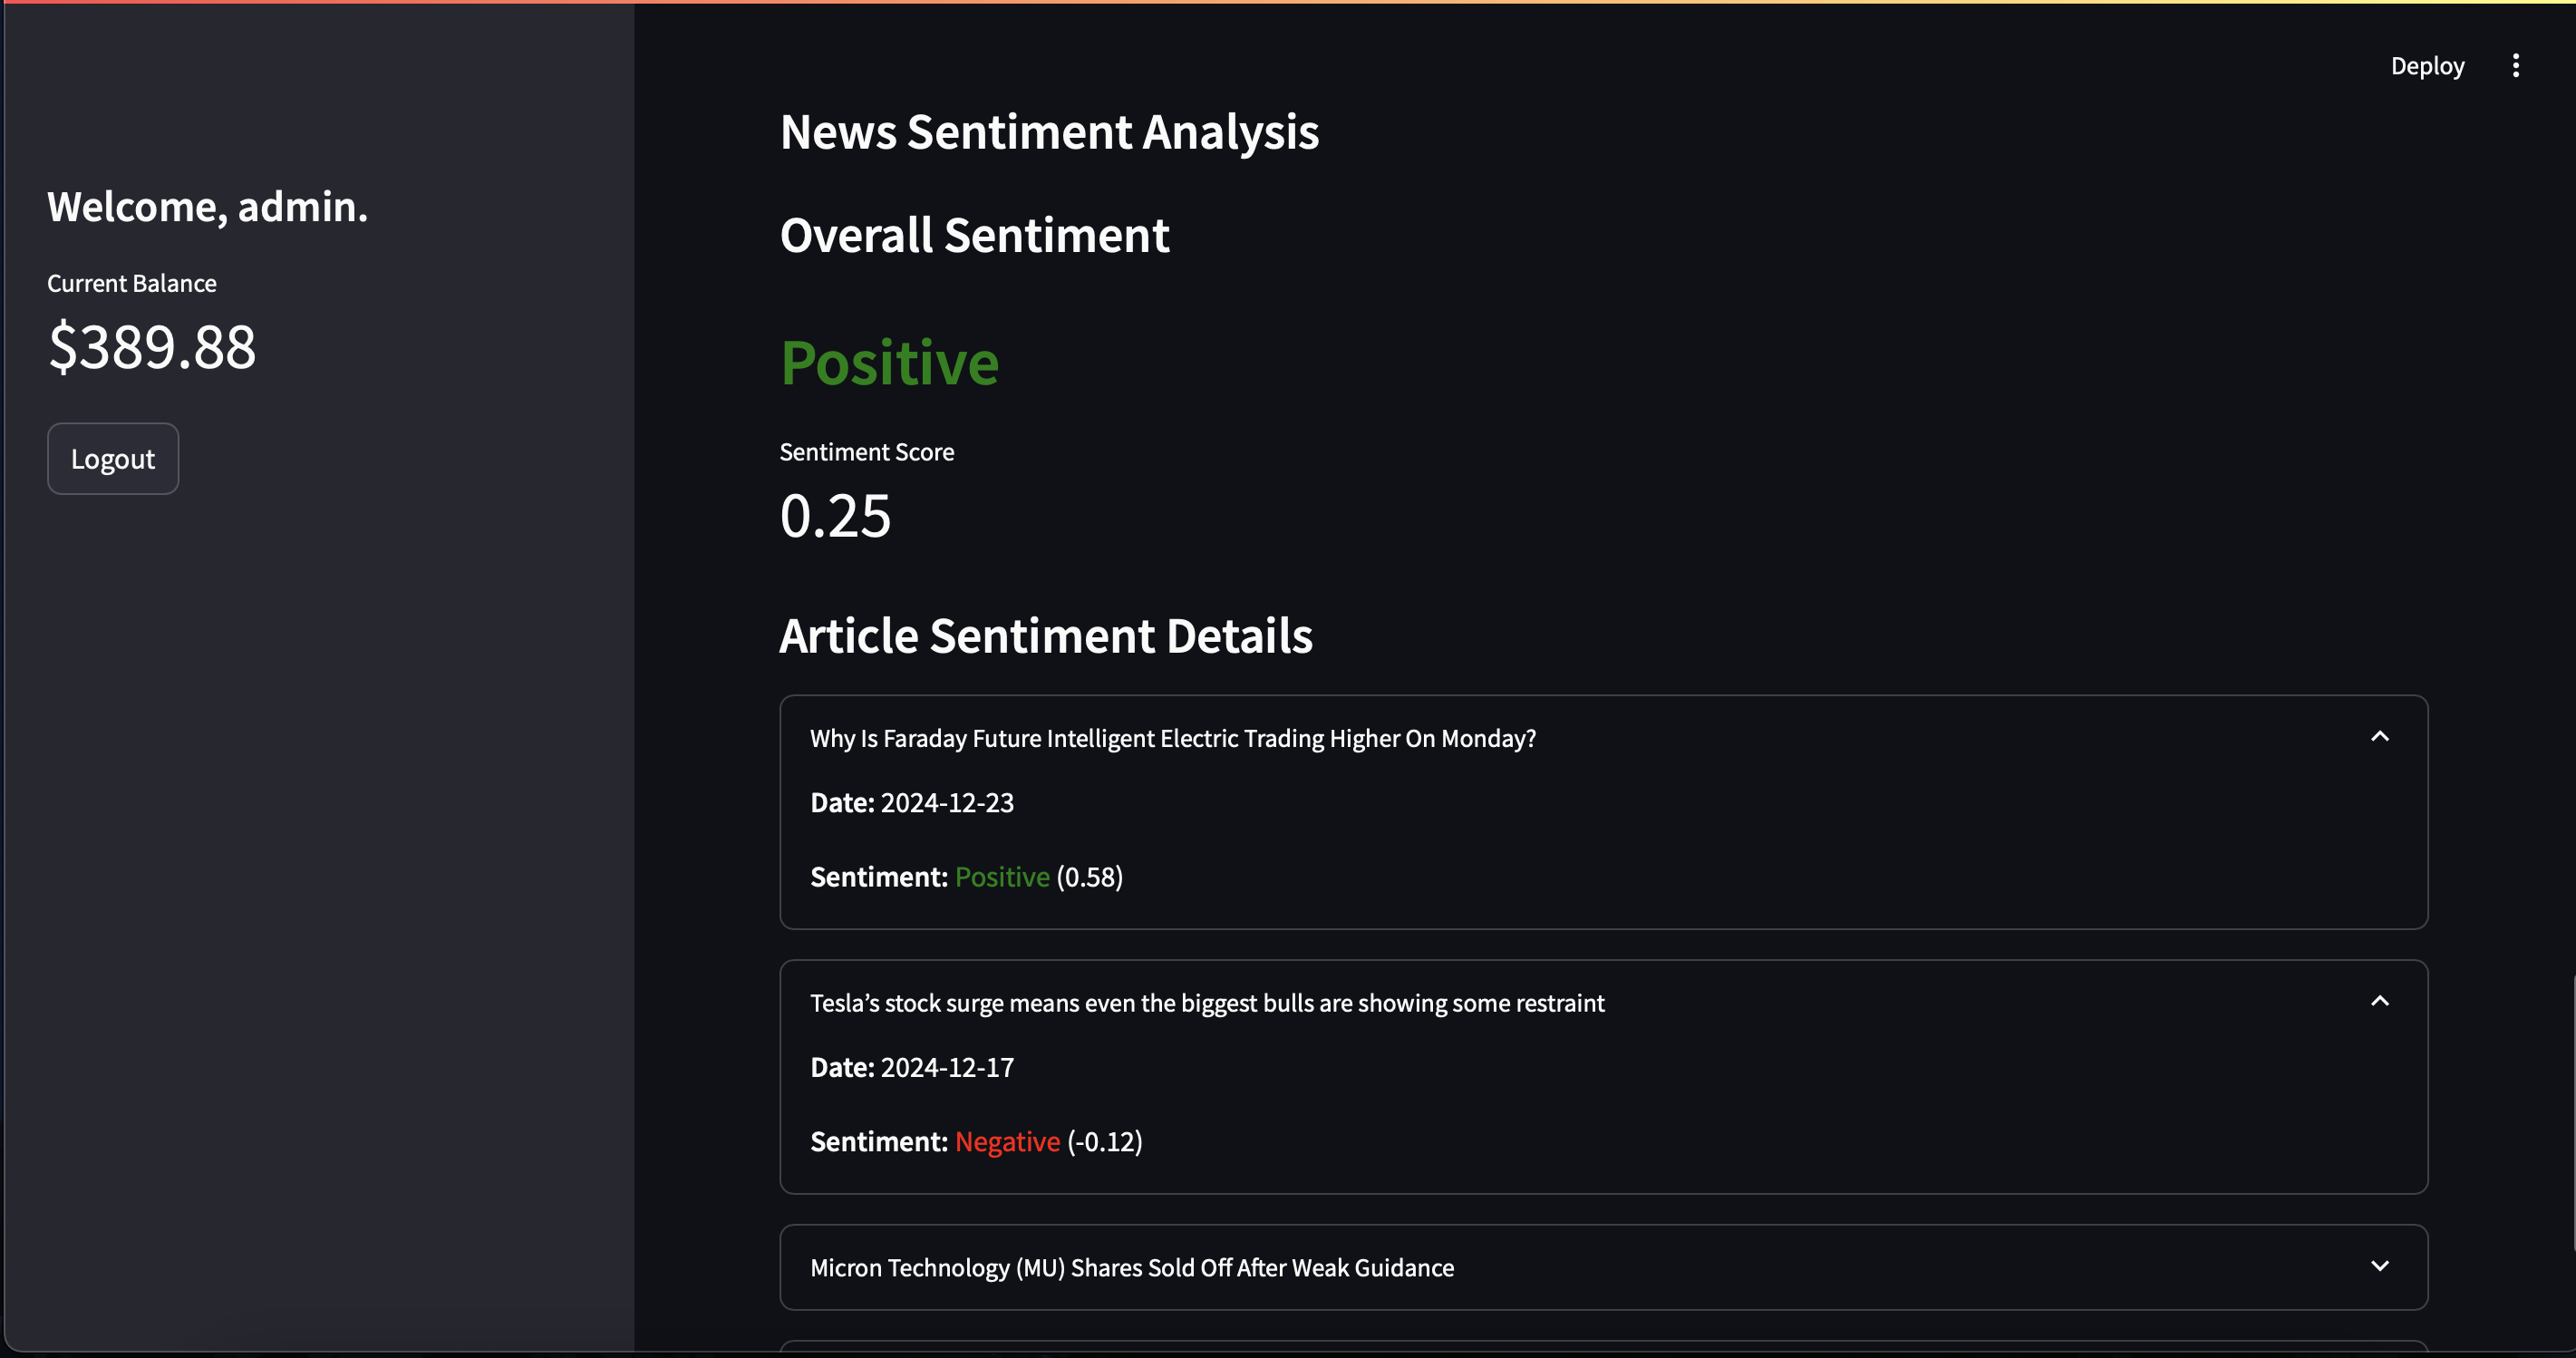 Deploy
Welcome, admin.
Current Balance
$389.88
Logout
News Sentiment Analysis
Overall Sentiment
Positive
Sentiment Score
0.25
Article Sentiment Details
Why Is Faraday Future Intelligent Electric Trading Higher On Monday?
Date: 2024-12-23
Sentiment: Positive (0.58)
Tesla’s stock surge means even the biggest bulls are showing some restraint
Date: 2024-12-17
Sentiment: Negative (-0.12)
Micron Technology (MU) Shares Sold Off After Weak Guidance